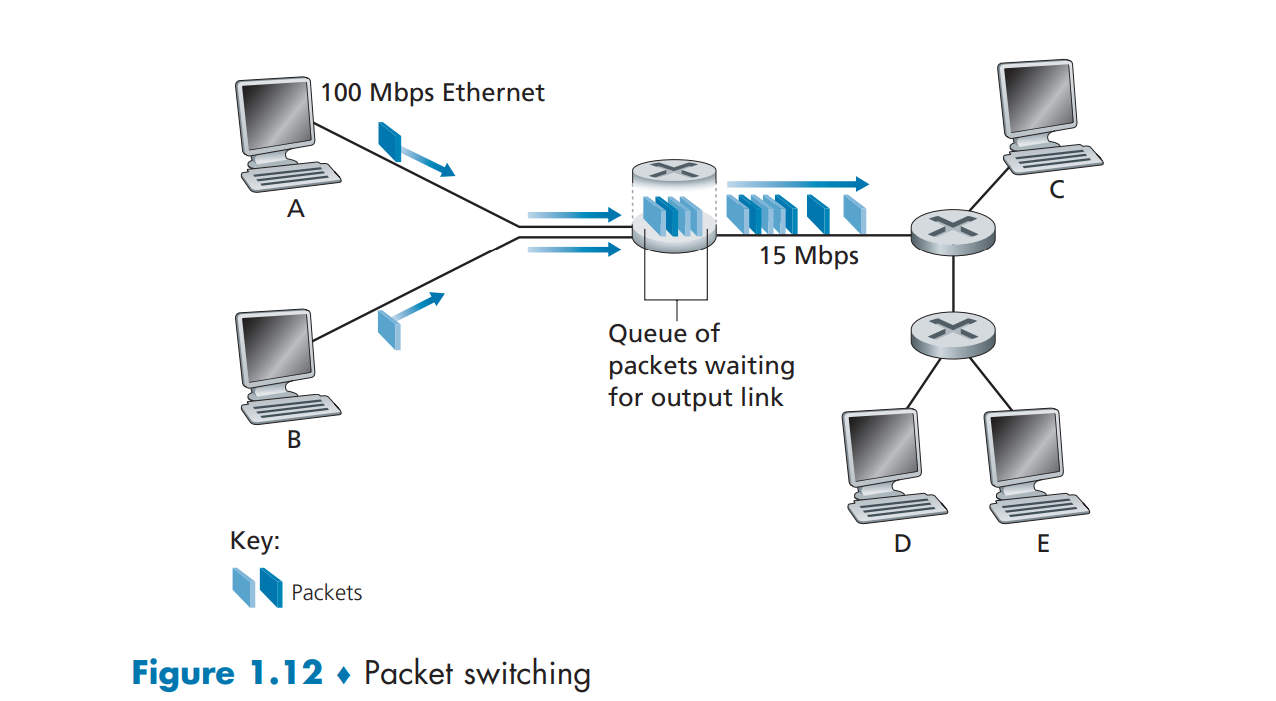 100 Mbps Ethernet
A
C
15 Mbps
Queue of
packets waiting
for output link
B
D
E
Key:
Packets
Figure 1.12 ♦ Packet switching